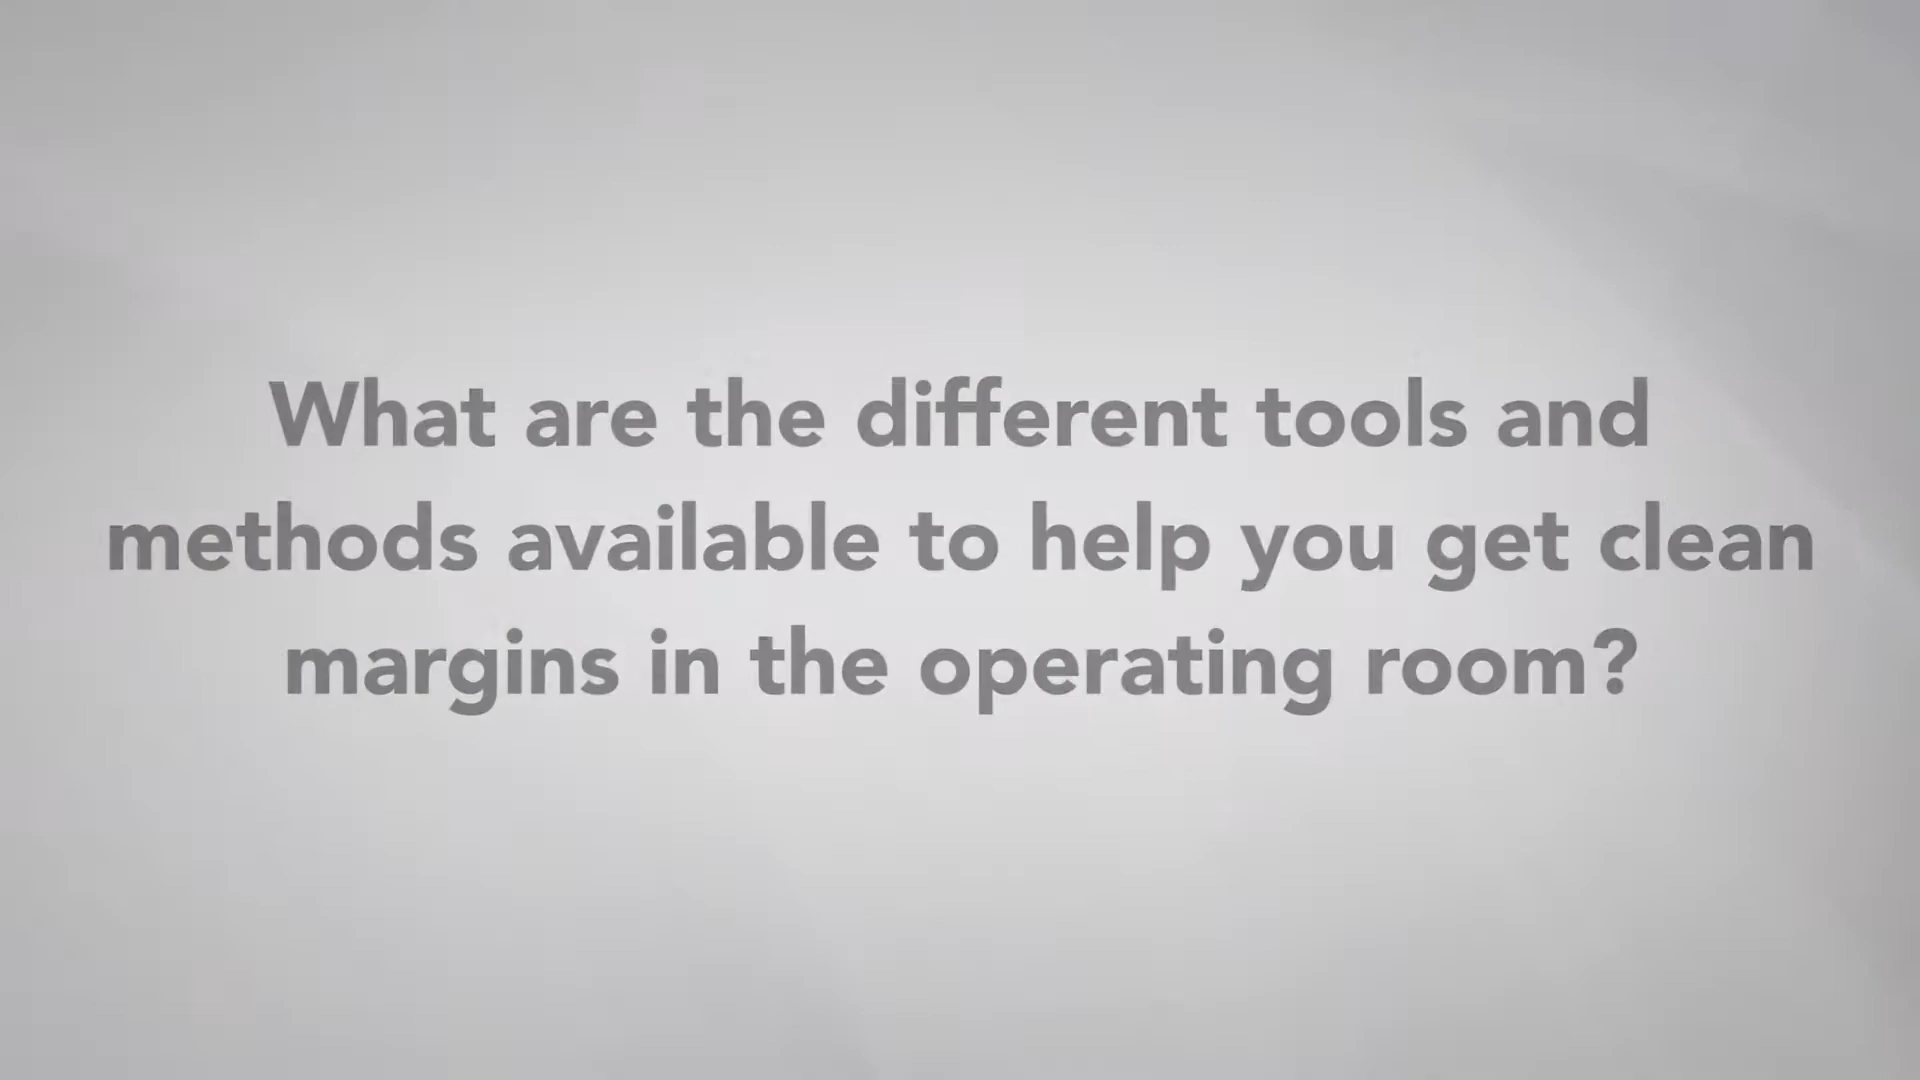 What are the different tools and
methods available to help you get clean
margins in the operating room?